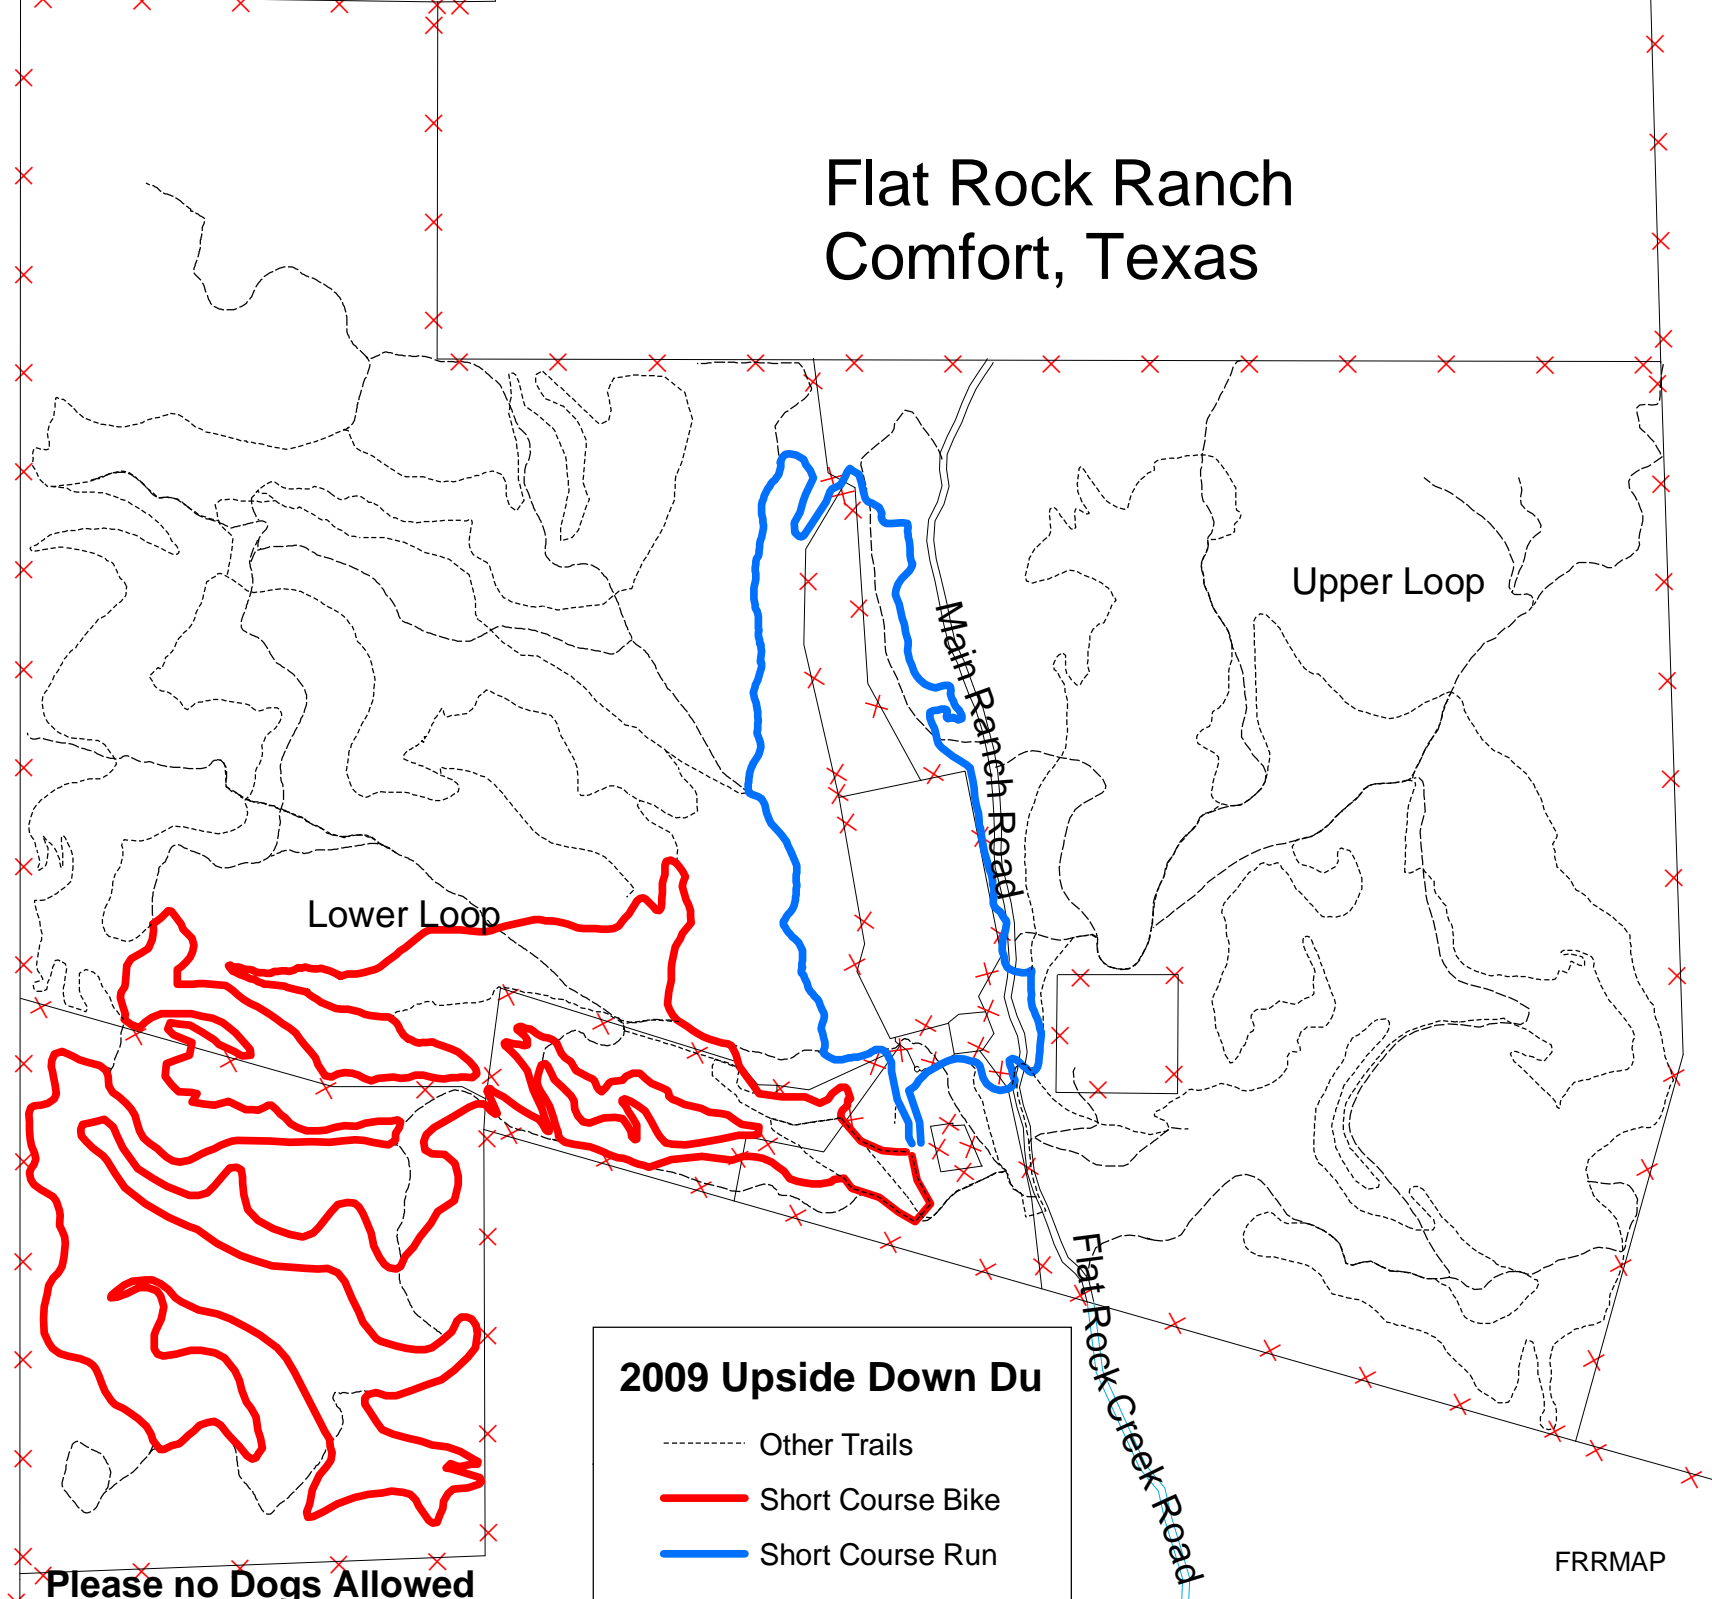 Flat Rock Ranch
Comfort, Texas
Upper Loop
Main Ranch Road
Lower Loop
Flat Rock Creek Road
2009 Upside Down Du
Other Trails
Short Course Bike
Short Course Run
FRRMAP
Please no Dogs Allowed